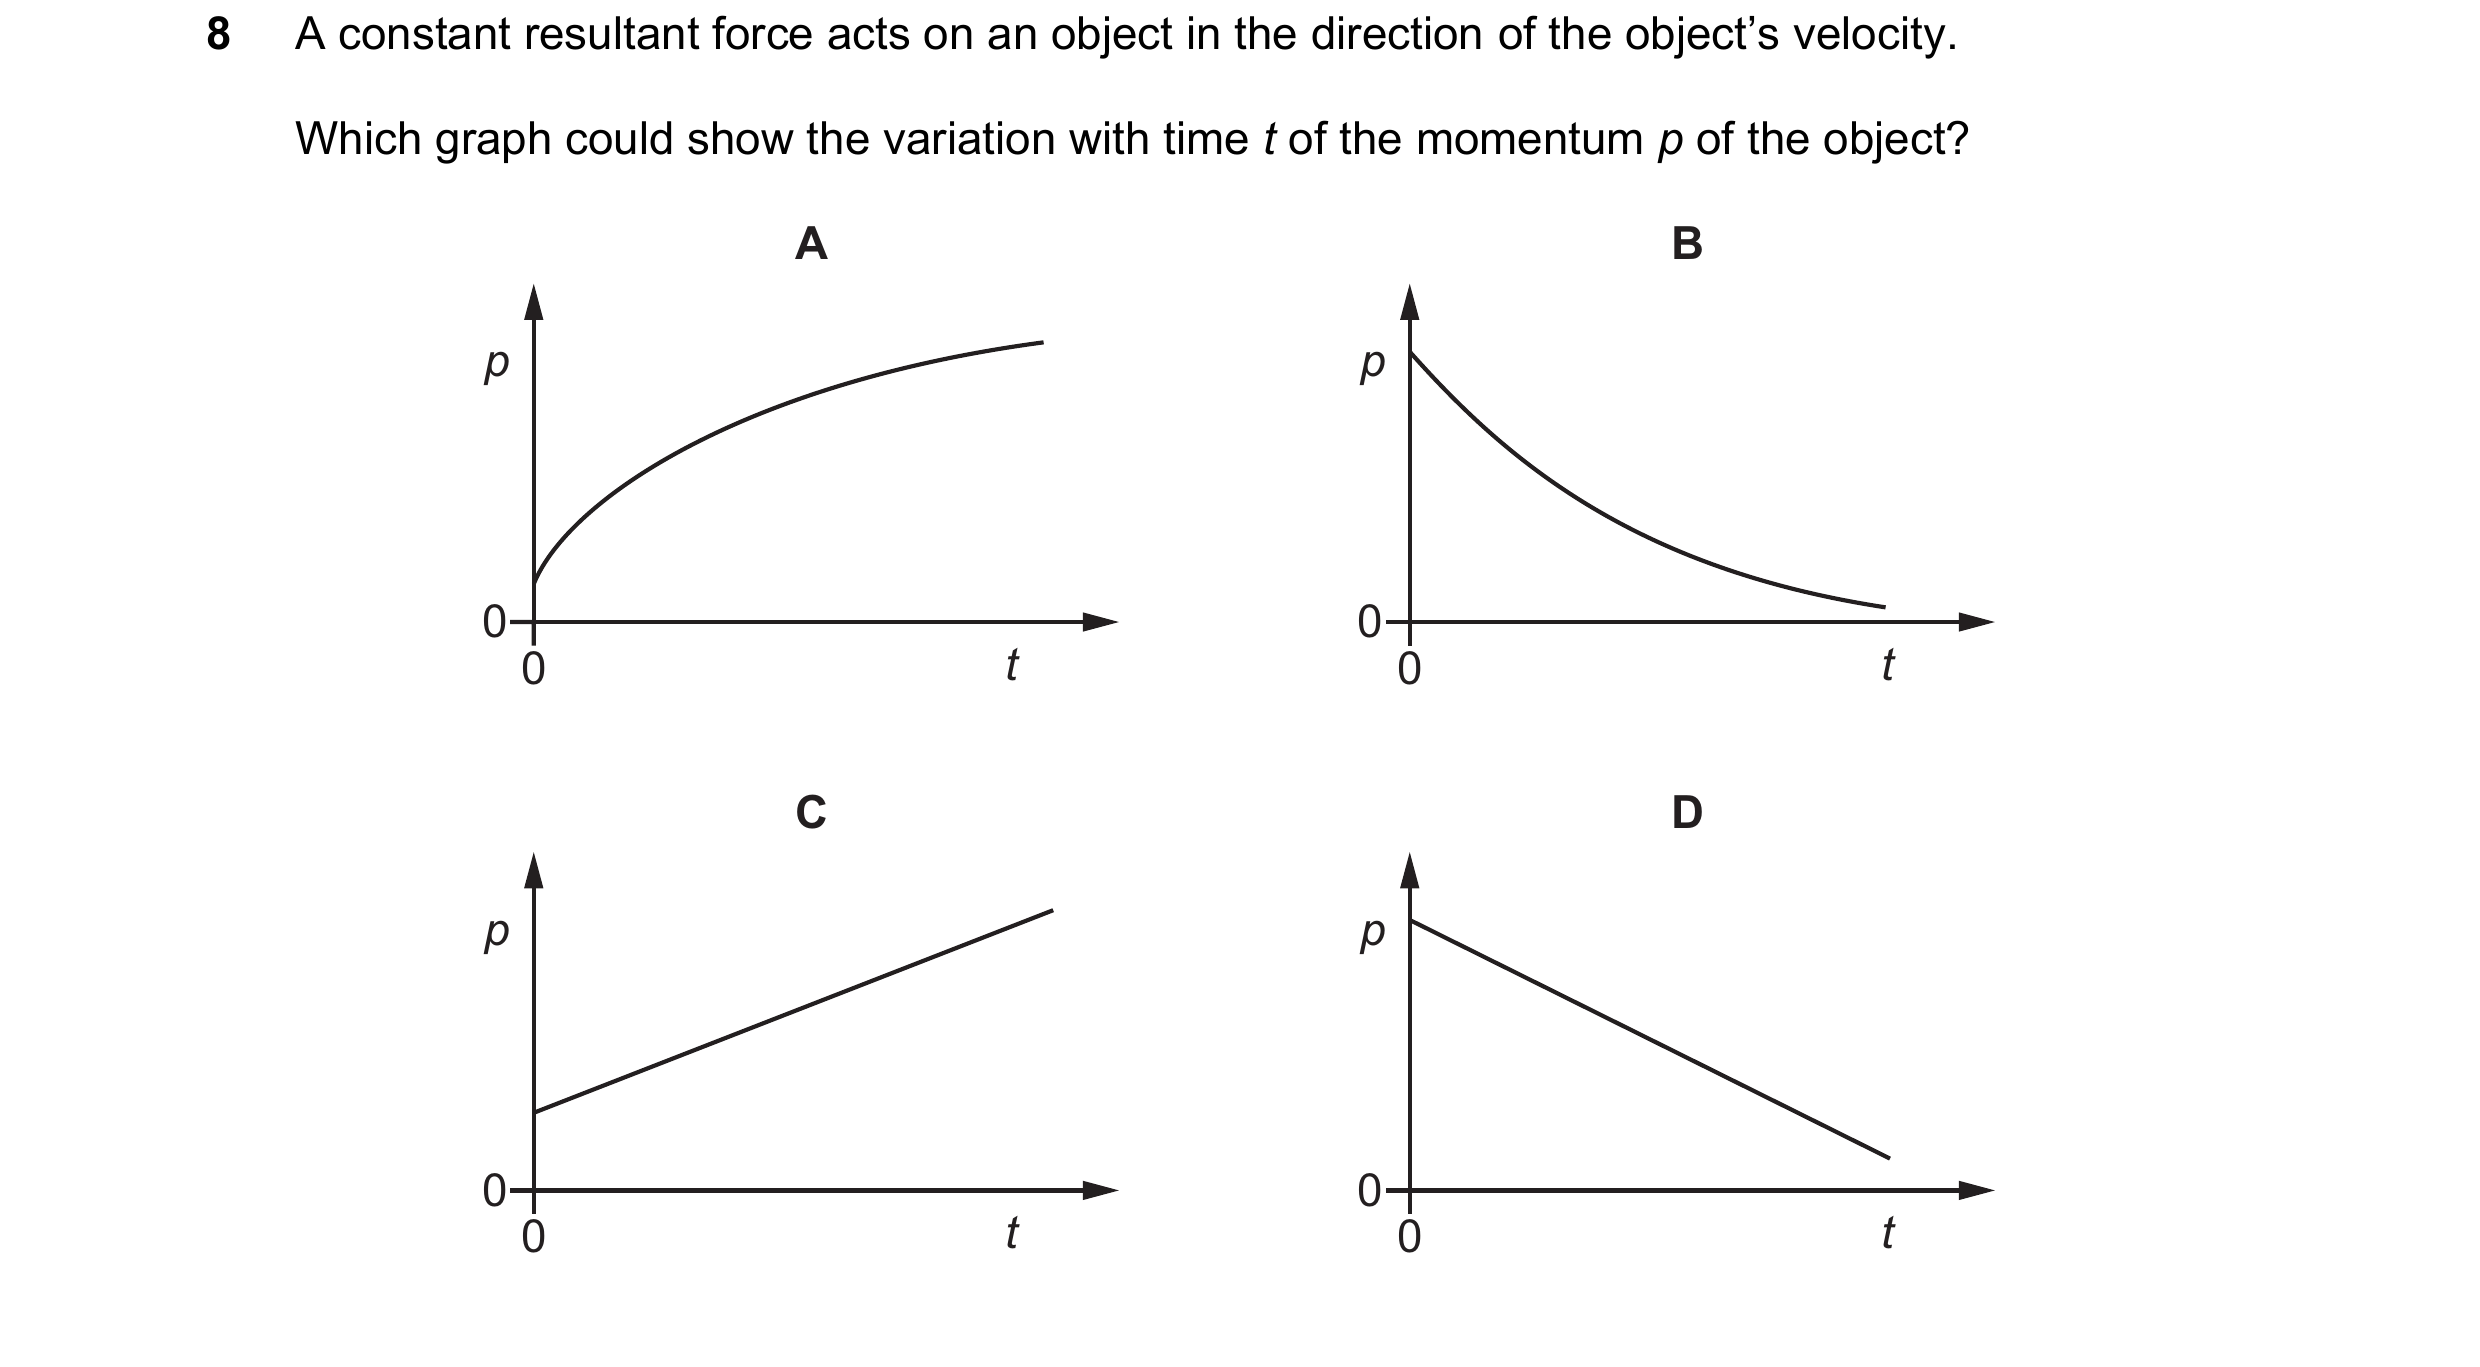 8 A constant resultant force acts on an object in the direction of the object’s velocity.
Which graph could show the variation with time t of the momentum p of the object?
A B
p p
0 0
0 t 0 t
C D
p p
0 0
0 t 0 t